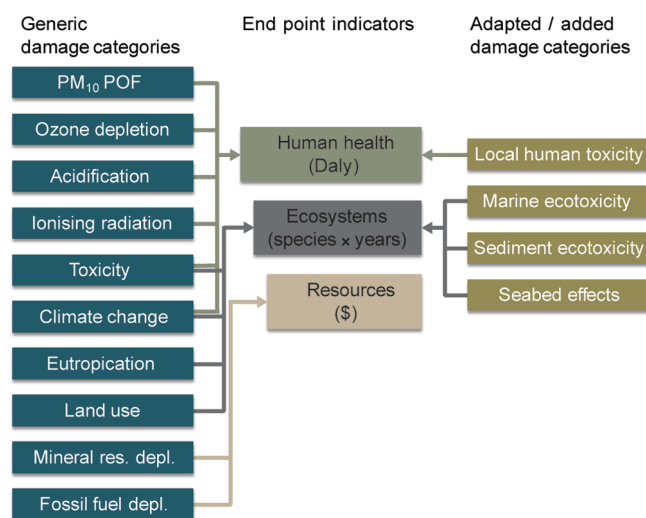 Generic
damage categories
End point indicators
Adapted / added
damage categories
PM₁₀ POF
Ozone depletion
Acidification
Ionising radiation
Toxicity
Climate change
Eutropication
Land use
Mineral res. depl.
Fossil fuel depl.
Human health
(Daly)
Ecosystems
(species × years)
Resources
($)
Local human toxicity
Marine ecotoxicity
Sediment ecotoxicity
Seabed effects